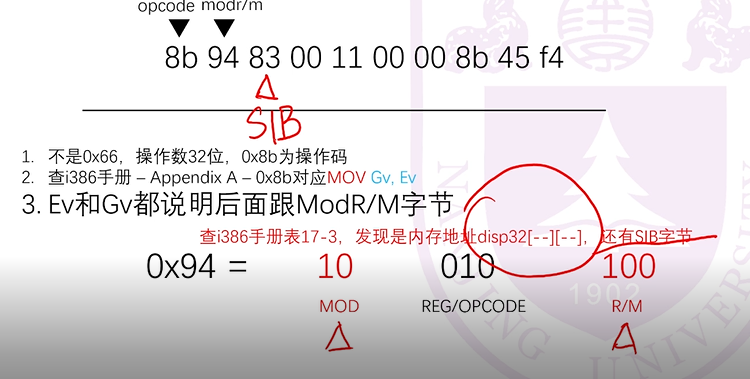 opcode modr/m
8b 94 83 00 11 00 00 8b 45 f4
SIB
1. 不是0x66，操作数32位，0x8b为操作码
2. 查i386手册 – Appendix A – 0x8b对应MOV Gv, Ev
3. Ev和Gv都说明后面跟ModR/M字节
查i386手册表17-3，发现是内存地址disp32[--][--]，还有SIB字节
0x94 = 10 010 100
MOD REG/OPCODE R/M
1902